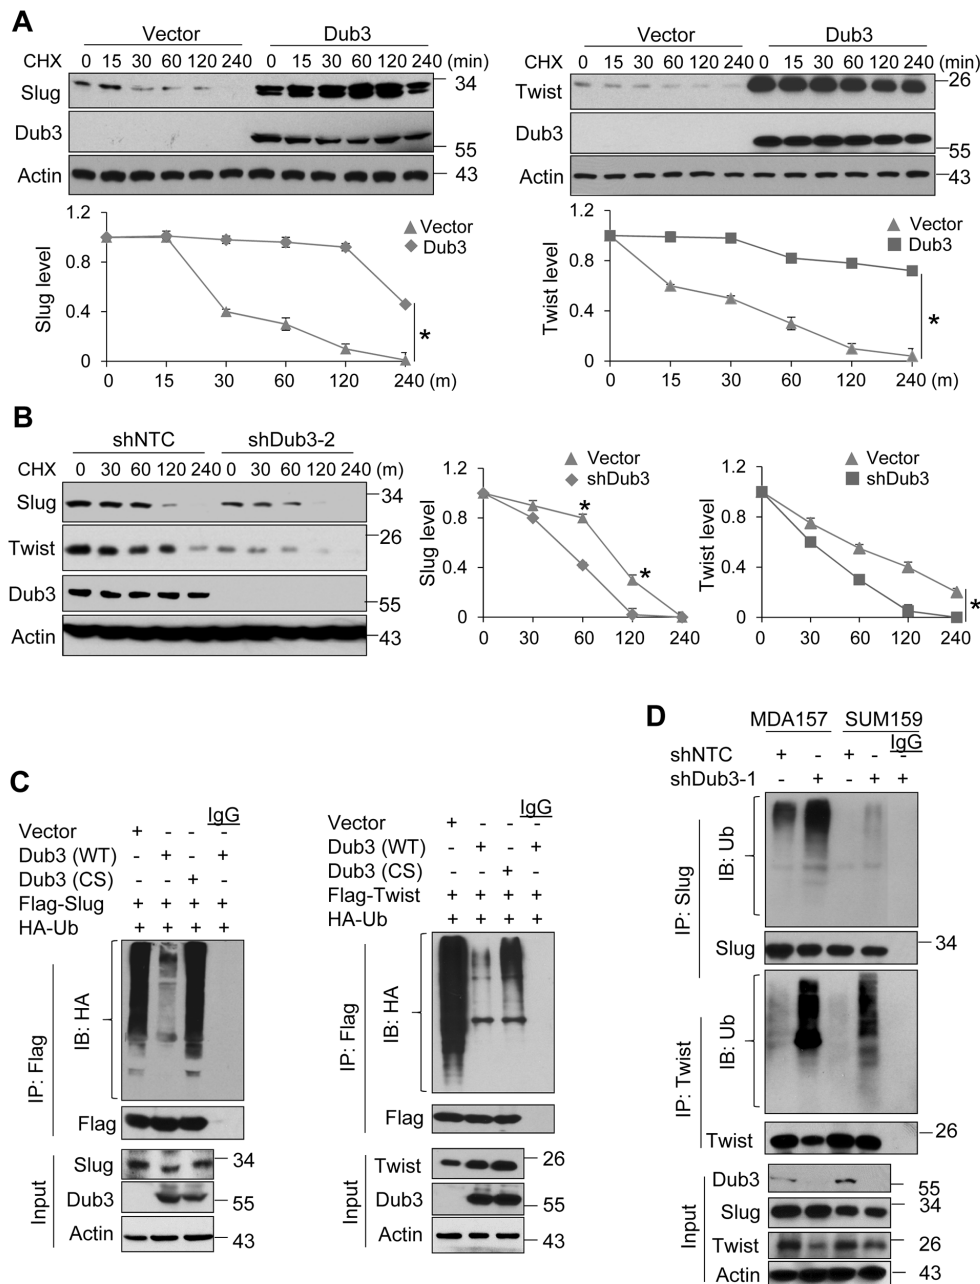 A
Vector Dub3
CHX 0 15 30 60 120 240 0 15 30 60 120 240 (min)
Slug 34
Dub3 55
Actin 43
1.2
0.8
0.4
0
Slug level
Vector
Dub3
*
0 15 30 60 120 240 (m)
Vector Dub3
CHX 0 15 30 60 120 240 0 15 30 60 120 240 (min)
Twist 26
Dub3 55
Actin 43
1.2
0.8
0.4
0
Twist level
Vector
Dub3
*
0 15 30 60 120 240 (m)
B
shNTC shDub3-2
CHX 0 30 60 120 240 0 30 60 120 240 (m)
Slug 34
Twist 26
Dub3 55
Actin 43
1.2
0.8
0.4
0
Slug level
Vector
shDub3
* *
0 30 60 120 240
1.2
0.8
0.4
0
Twist level
Vector
shDub3
*
0 30 60 120 240
C
IgG
Vector + - - -
Dub3 (WT) - + - +
Dub3 (CS) - - + -
Flag-Slug + + + +
HA-Ub + + + +
IP: Flag
IB: HA
Flag
Input
Slug 34
Dub3 55
Actin 43
IgG
Vector + - - -
Dub3 (WT) - + - +
Dub3 (CS) - - + -
Flag-Twist + + + +
HA-Ub + + + +
IP: Flag
IB: HA
Flag
Input
Twist 26
Dub3 55
Actin 43
D
MDA157 SUM159
IgG
shNTC + - + - -
shDub3-1 - + - + +
IP: Slug
IB: Ub
Slug 34
IP: Twist
IB: Ub
Twist 26
Input
Dub3 55
Slug 34
Twist 26
Actin 43